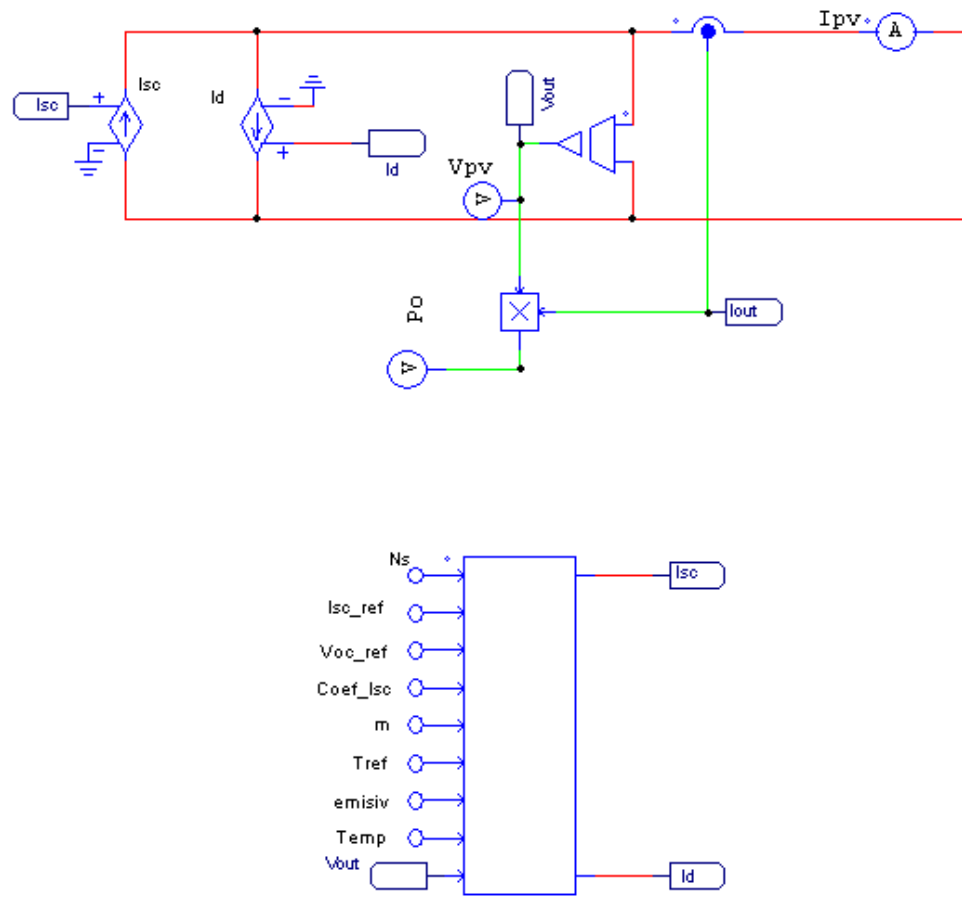 Ipv
A
Isc
Isc
Id
Vout
Id
Vpv
V
Po
Iout
V
Ns
Isc
Isc_ref
Voc_ref
Coef_Isc
m
Tref
emisiv
Temp
Vout
Id